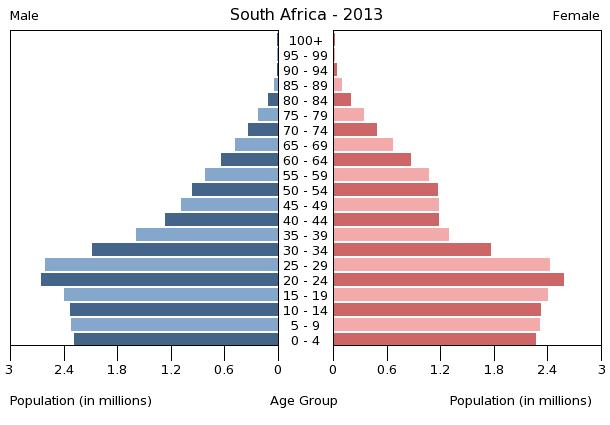 South Africa - 2013
Male
Female
100+
95 - 99
90 - 94
85 - 89
80 - 84
75 - 79
70 - 74
65 - 69
60 - 64
55 - 59
50 - 54
45 - 49
40 - 44
35 - 39
30 - 34
25 - 29
20 - 24
15 - 19
10 - 14
5 - 9
0 - 4
3 2.4 1.8 1.2 0.6 0 0 0.6 1.2 1.8 2.4 3
Population (in millions) Age Group Population (in millions)